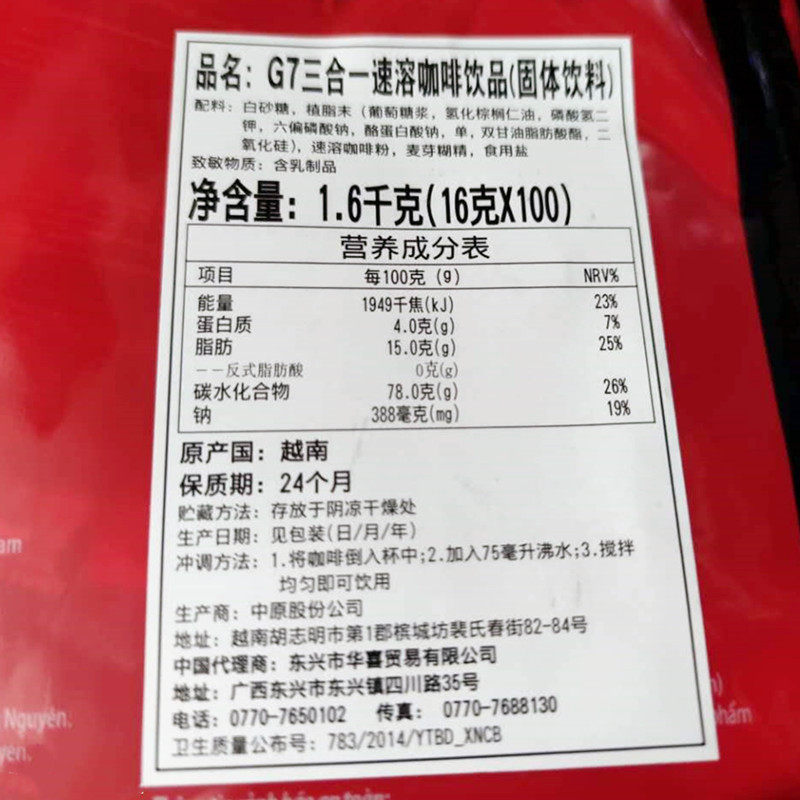 品名：G7三合一速溶咖啡饮品(固体饮料)
配料：白砂糖，植脂末（葡萄糖浆，氢化棕榈仁油，磷酸氢二
钾，六偏磷酸钠，酪蛋白酸钠，单，双甘油脂肪酸酯，二
氧化硅)，速溶咖啡粉，麦芽糊精，食用盐
致敏物质：含乳制品
净含量：1.6千克(16克X100)
营养成分表
项目 每100克（g） NRV%
能量 1949千焦(kJ) 23%
蛋白质 4.0克(g) 7%
脂肪 15.0克(g) 25%
——反式脂肪酸 0克(g)
碳水化合物 78.0克(g) 26%
钠 388毫克(mg) 19%
原产国：越南
保质期：24个月
贮藏方法：存放于阴凉干燥处
生产日期：见包装(日/月/年)
冲调方法：1.将咖啡倒入杯中;2.加入75毫升沸水;3.搅拌
均匀即可饮用
生产商：中原股份公司
地址：越南胡志明市第1郡槟城坊裴氏春街82-84号
中国代理商：东兴市华喜贸易有限公司
地址：广西东兴市东兴镇四川路35号
电话：0770-7650102 传真：0770-7688130
卫生质量公布号：783/2014/YTBD_XNCB
am
Nguyên.
yên.
phẩm